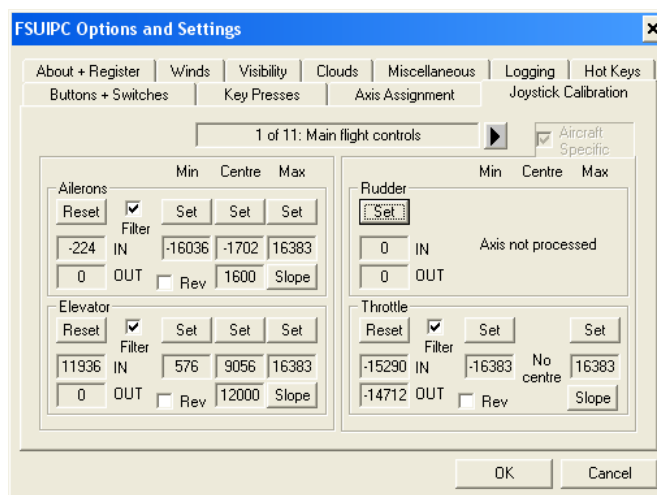 FSUIPC Options and Settings
About + Register Winds Visibility Clouds Miscellaneous Logging Hot Keys
Buttons + Switches Key Presses Axis Assignment Joystick Calibration
1 of 11: Main flight controls
Aircraft Specific
Min Centre Max
Ailerons
Reset Filter Set Set Set
-224 IN -16036 -1702 16383
0 OUT Rev 1600 Slope
Elevator
Reset Filter Set Set Set
11936 IN 576 9056 16383
0 OUT Rev 12000 Slope
Min Centre Max
Rudder
Set
0 IN Axis not processed
0 OUT
Throttle
Reset Filter Set Set
-15290 IN -16383 No centre 16383
-14712 OUT Rev Slope
OK Cancel